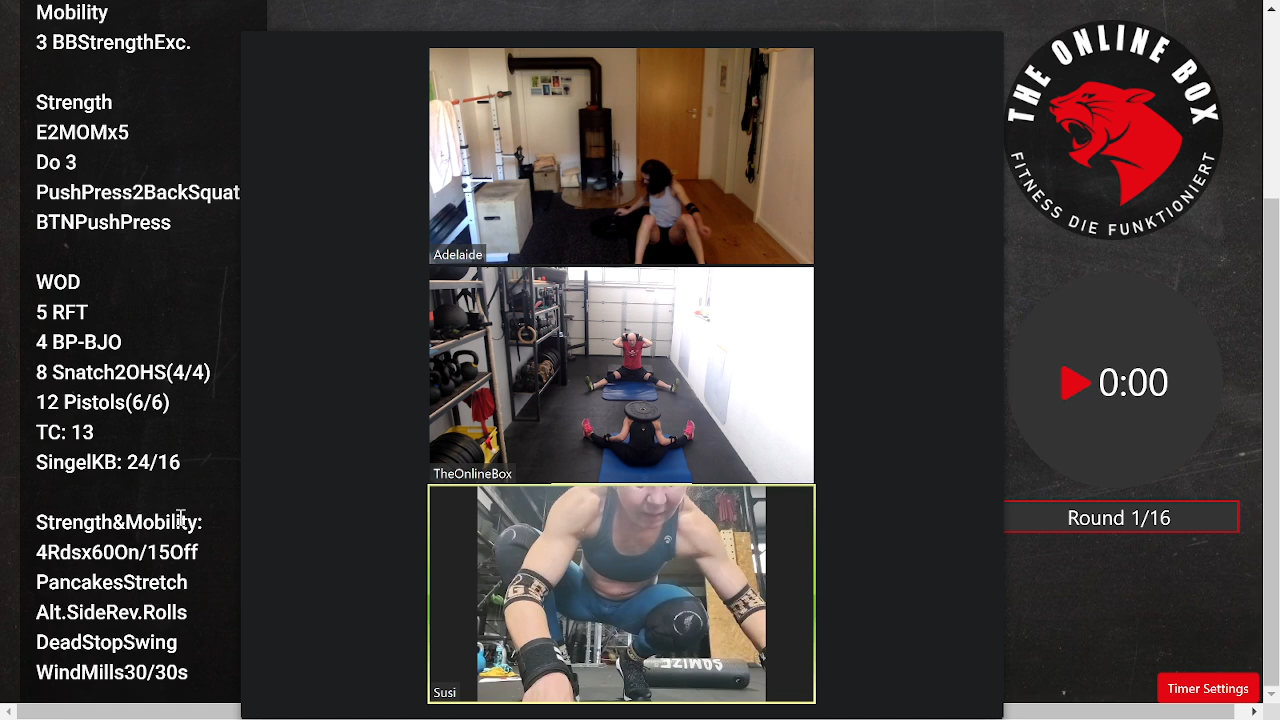 Mobility
3 BBStrengthExc.
Strength
E2MOMx5
Do 3
PushPress2BackSquat
BTNPushPress
WOD
5 RFT
4 BP-BJO
8 Snatch2OHS(4/4)
12 Pistols(6/6)
TC: 13
SingelKB: 24/16
Strength&Mobility:
4Rdsx60On/15Off
PancakesStretch
Alt.SideRev.Rolls
DeadStopSwing
WindMills30/30s
Adelaide
TheOnlineBox
Susi
THE ONLINE BOX
FITNESS DIE FUNKTIONIERT
0:00
Round 1/16
Timer Settings